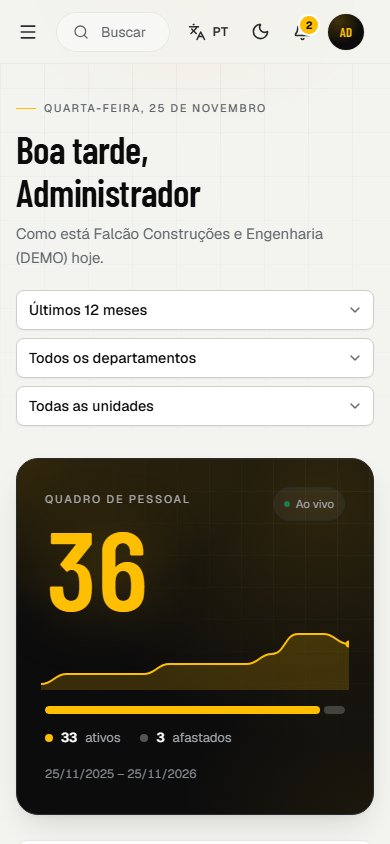 Buscar
PT
2
AD
QUARTA-FEIRA, 25 DE NOVEMBRO
Boa tarde,
Administrador
Como está Falcão Construções e Engenharia
(DEMO) hoje.
Últimos 12 meses
Todos os departamentos
Todas as unidades
QUADRO DE PESSOAL
Ao vivo
36
33 ativos 3 afastados
25/11/2025 – 25/11/2026